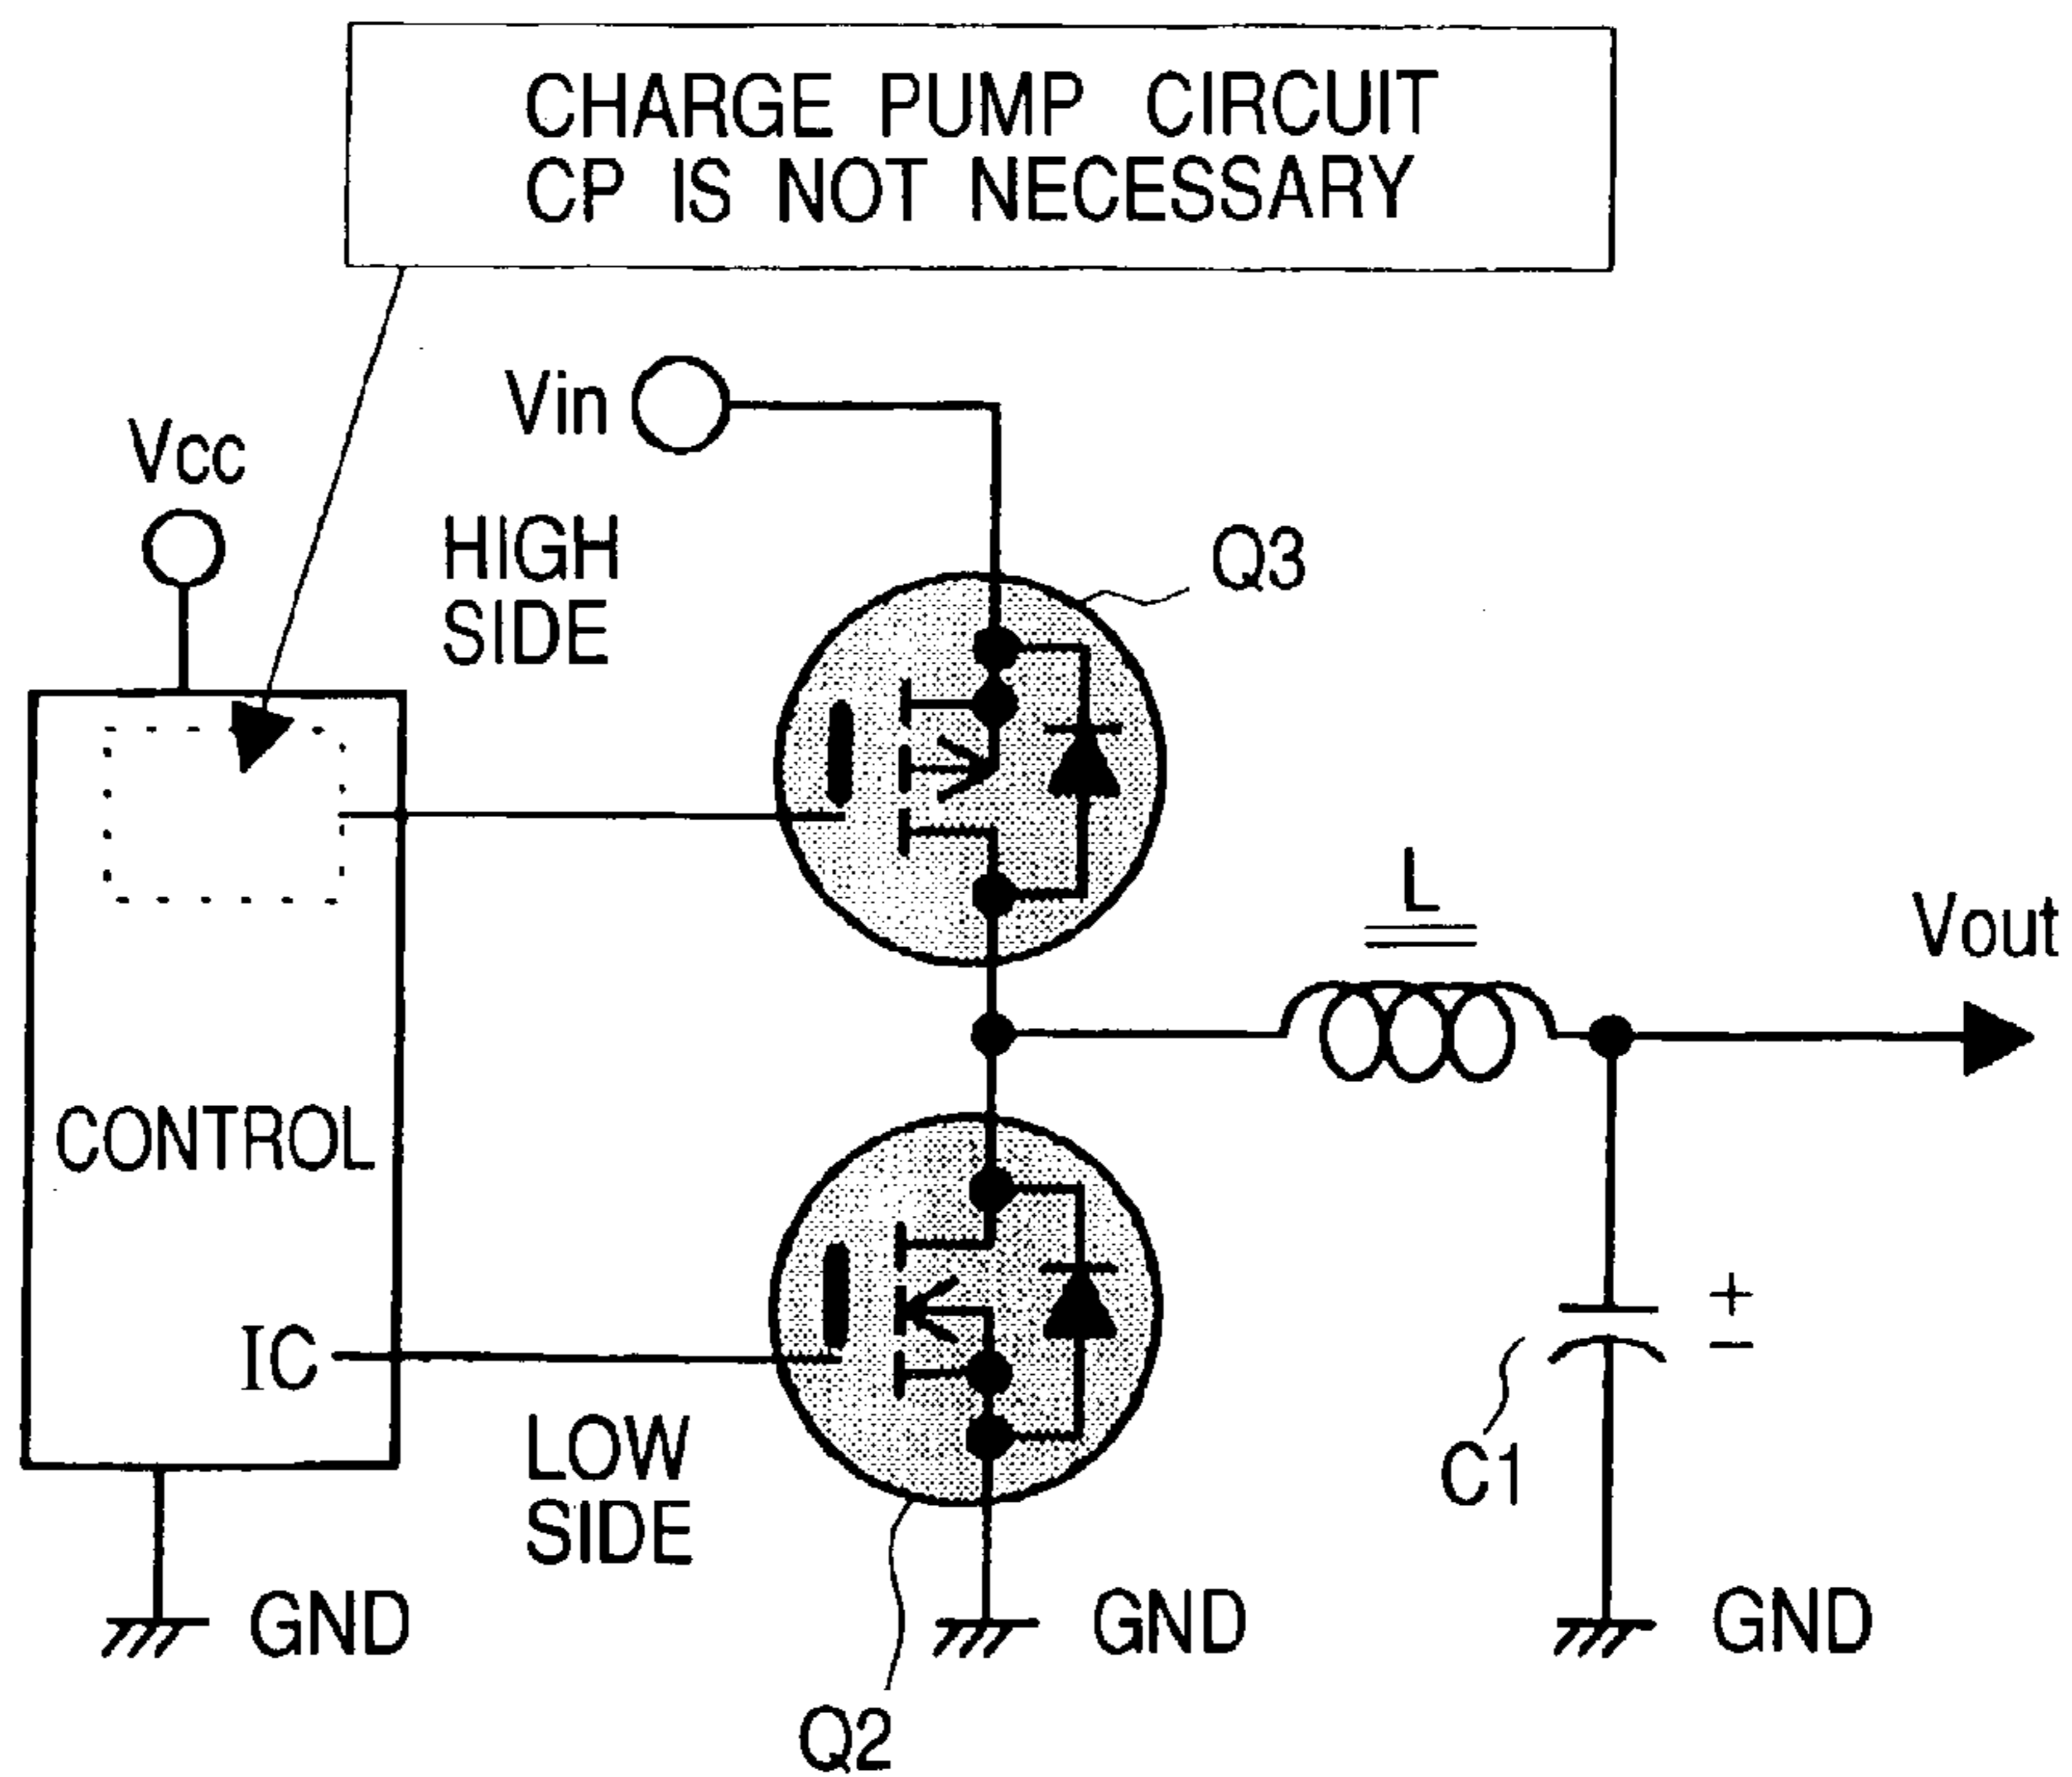 CHARGE PUMP CIRCUIT
CP IS NOT NECESSARY
Vin
Vcc
HIGH
SIDE
Q3
L
Vout
CONTROL
IC
+
−
LOW
SIDE
C1
GND
GND
GND
Q2